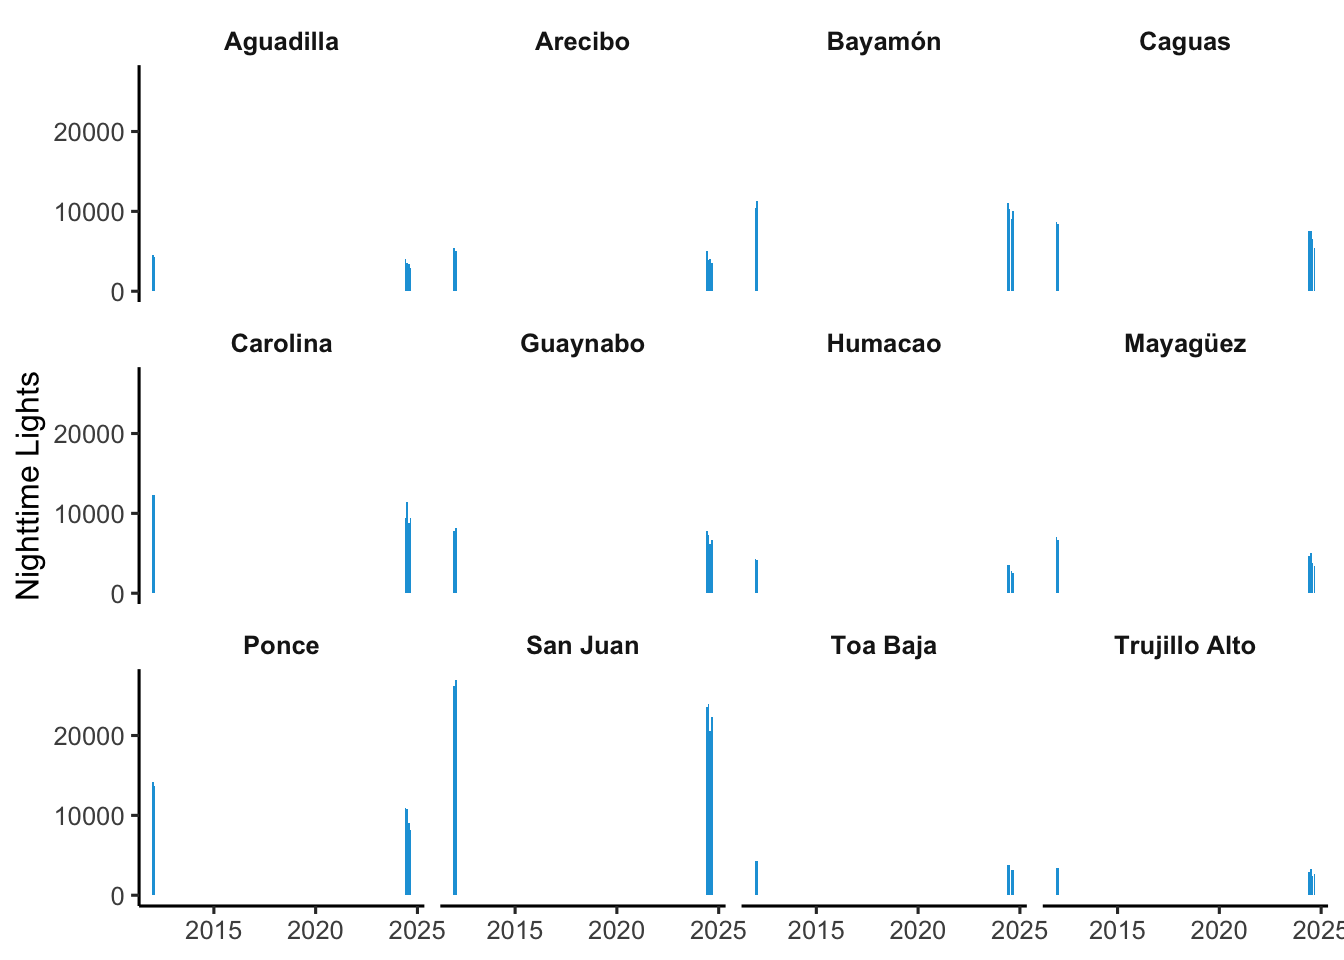 Aguadilla Arecibo Bayamón Caguas
20000
10000
0
Carolina Guaynabo Humacao Mayagüez
20000
10000
0
Nighttime Lights
Ponce San Juan Toa Baja Trujillo Alto
20000
10000
0
2015 2020 2025 2015 2020 2025 2015 2020 2025 2015 2020 2025